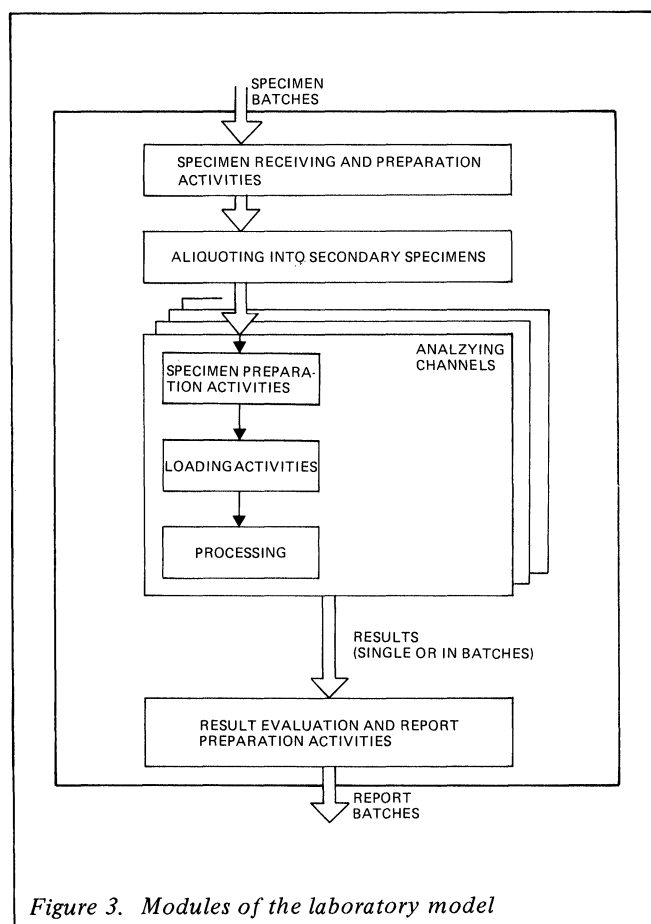 SPECIMEN
BATCHES
SPECIMEN RECEIVING AND PREPARATION
ACTIVITIES
ALIQUOTING INTO SECONDARY SPECIMENS
ANALZYING
CHANNELS
SPECIMEN PREPARA-
TION ACTIVITIES
LOADING ACTIVITIES
PROCESSING
RESULTS
(SINGLE OR IN BATCHES)
RESULT EVALUATION AND REPORT
PREPARATION ACTIVITIES
REPORT
BATCHES
Figure 3. Modules of the laboratory model